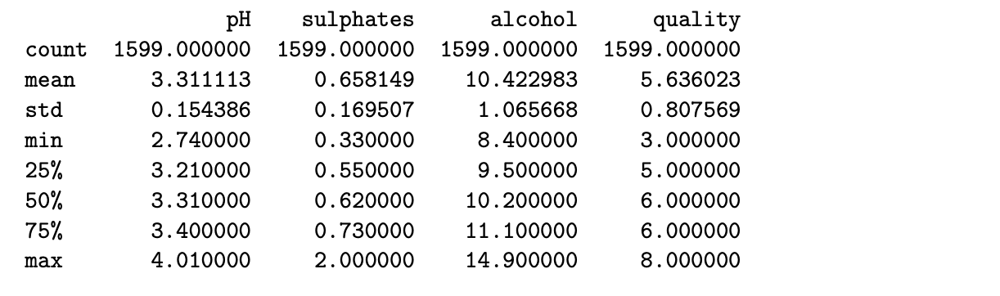 pH sulphates alcohol quality
count 1599.000000 1599.000000 1599.000000 1599.000000
mean 3.311113 0.658149 10.422983 5.636023
std 0.154386 0.169507 1.065668 0.807569
min 2.740000 0.330000 8.400000 3.000000
25% 3.210000 0.550000 9.500000 5.000000
50% 3.310000 0.620000 10.200000 6.000000
75% 3.400000 0.730000 11.100000 6.000000
max 4.010000 2.000000 14.900000 8.000000